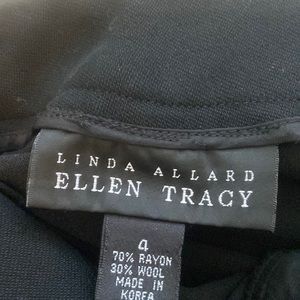 LINDA ALLARD
ELLEN TRACY
4
70% RAYON
30% WOOL
MADE IN
KOREA